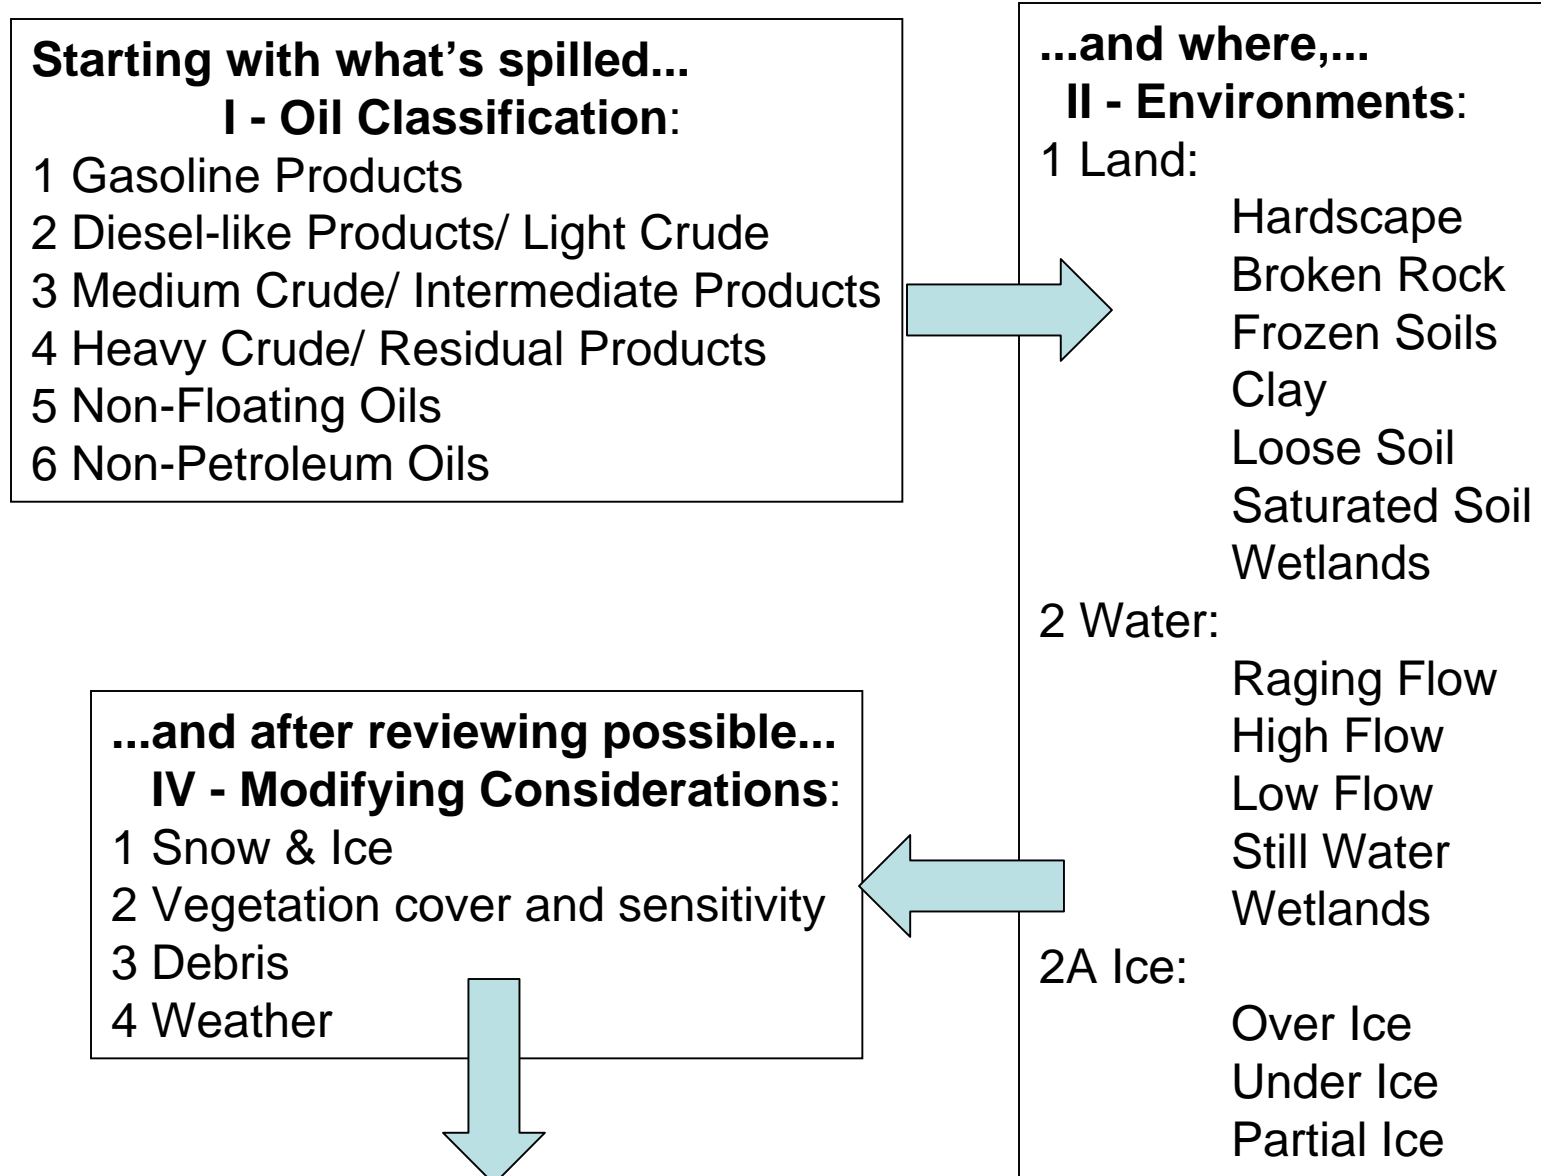 Starting with what's spilled...
I - Oil Classification:
1 Gasoline Products
2 Diesel-like Products/ Light Crude
3 Medium Crude/ Intermediate Products
4 Heavy Crude/ Residual Products
5 Non-Floating Oils
6 Non-Petroleum Oils
...and where,...
II - Environments:
1 Land:
Hardscape
Broken Rock
Frozen Soils
Clay
Loose Soil
Saturated Soil
Wetlands
2 Water:
Raging Flow
High Flow
Low Flow
Still Water
Wetlands
2A Ice:
Over Ice
Under Ice
Partial Ice
...and after reviewing possible...
IV - Modifying Considerations:
1 Snow & Ice
2 Vegetation cover and sensitivity
3 Debris
4 Weather